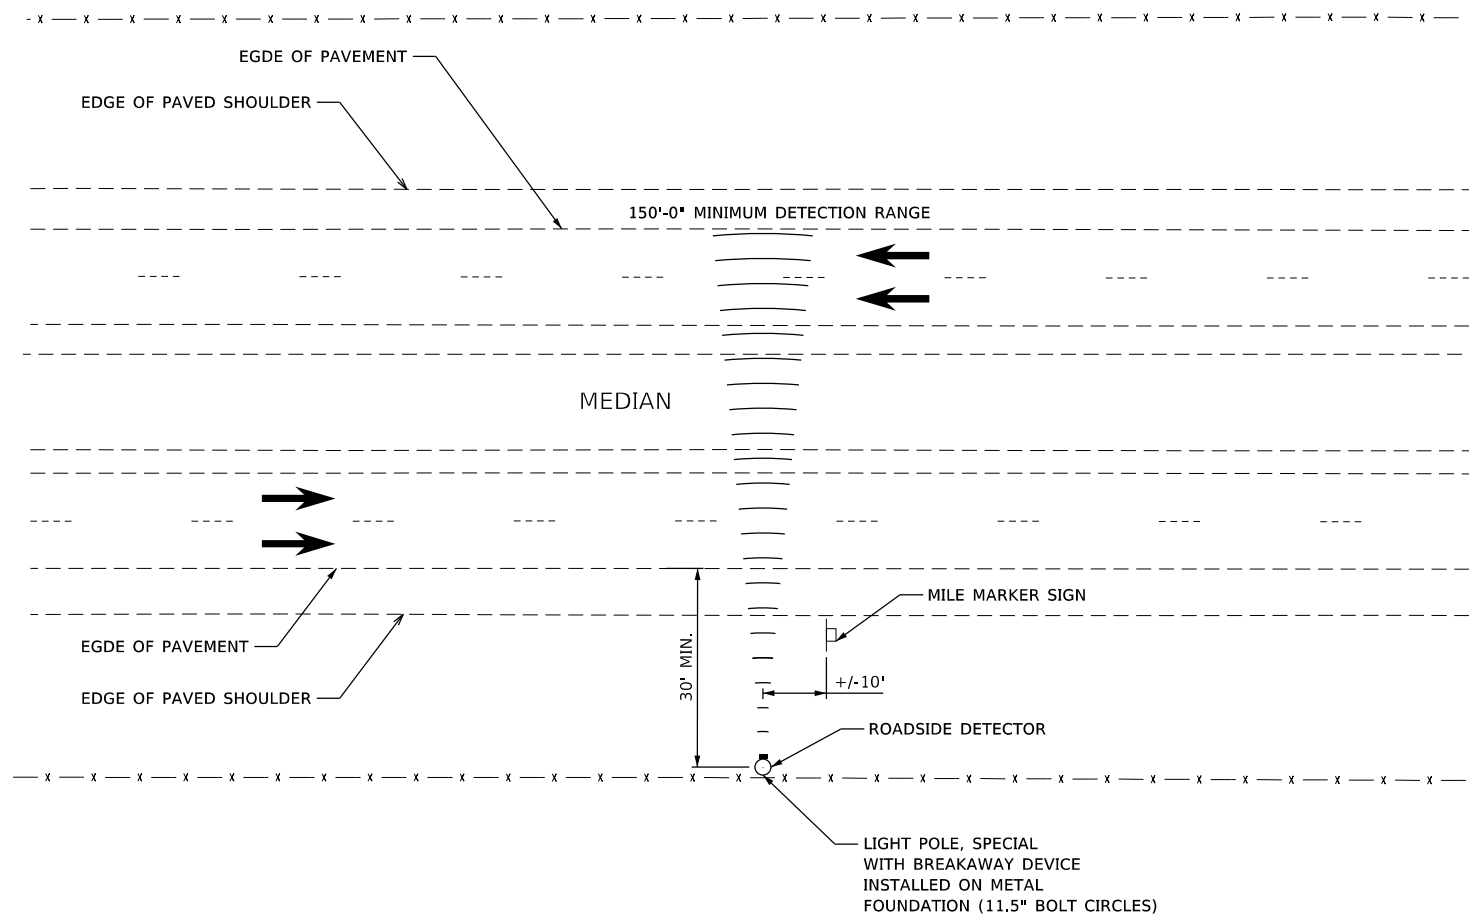 EGDE OF PAVEMENT
EDGE OF PAVED SHOULDER
150'-0" MINIMUM DETECTION RANGE
MEDIAN
MILE MARKER SIGN
EGDE OF PAVEMENT
30' MIN.
+/-10'
EDGE OF PAVED SHOULDER
ROADSIDE DETECTOR
LIGHT POLE, SPECIAL
WITH BREAKAWAY DEVICE
INSTALLED ON METAL
FOUNDATION (11.5" BOLT CIRCLES)